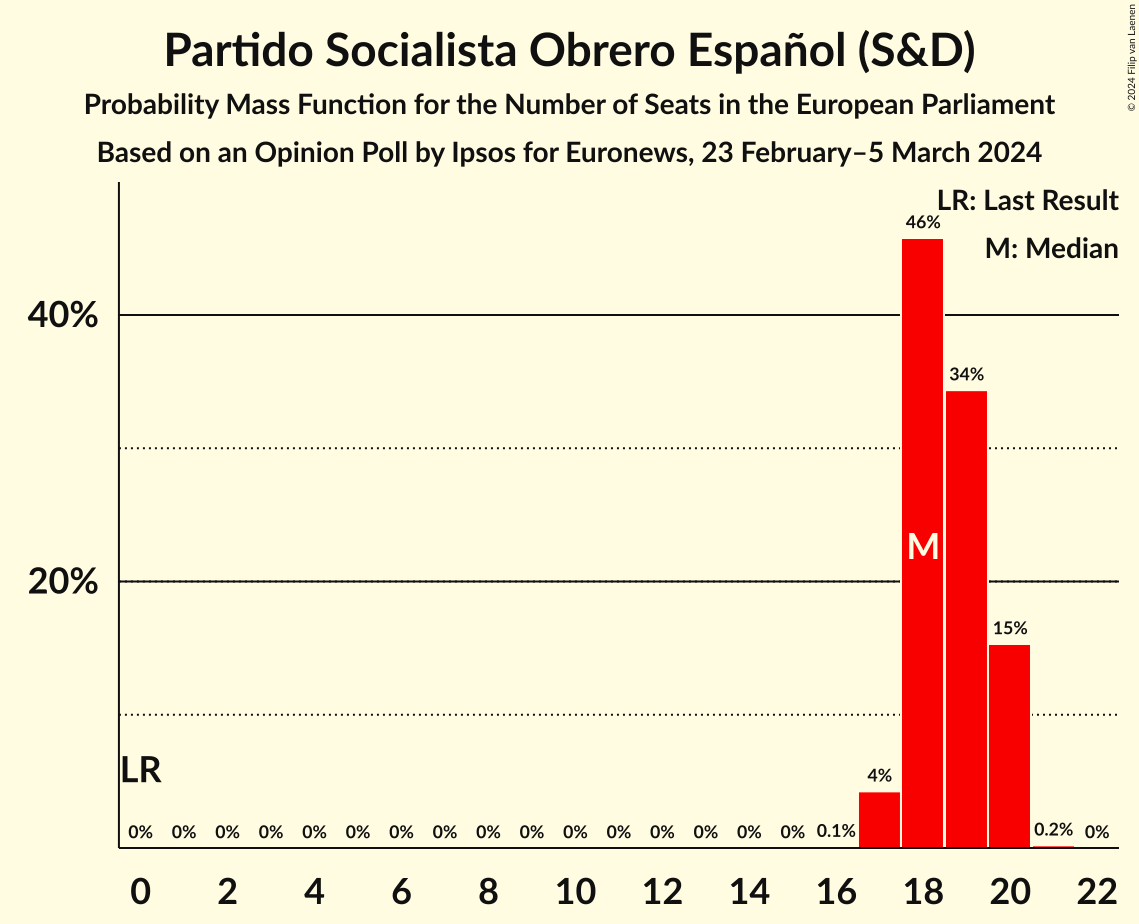 Partido Socialista Obrero Español (S&D)
Probability Mass Function for the Number of Seats in the European Parliament
Based on an Opinion Poll by Ipsos for Euronews, 23 February–5 March 2024
© 2024 Filip van Laenen
LR: Last Result
M: Median
46%
40%
34%
M
20%
15%
LR
4%
0% 0% 0% 0% 0% 0% 0% 0% 0% 0% 0% 0% 0% 0% 0% 0% 0.1% 0.2% 0%
0 2 4 6 8 10 12 14 16 18 20 22